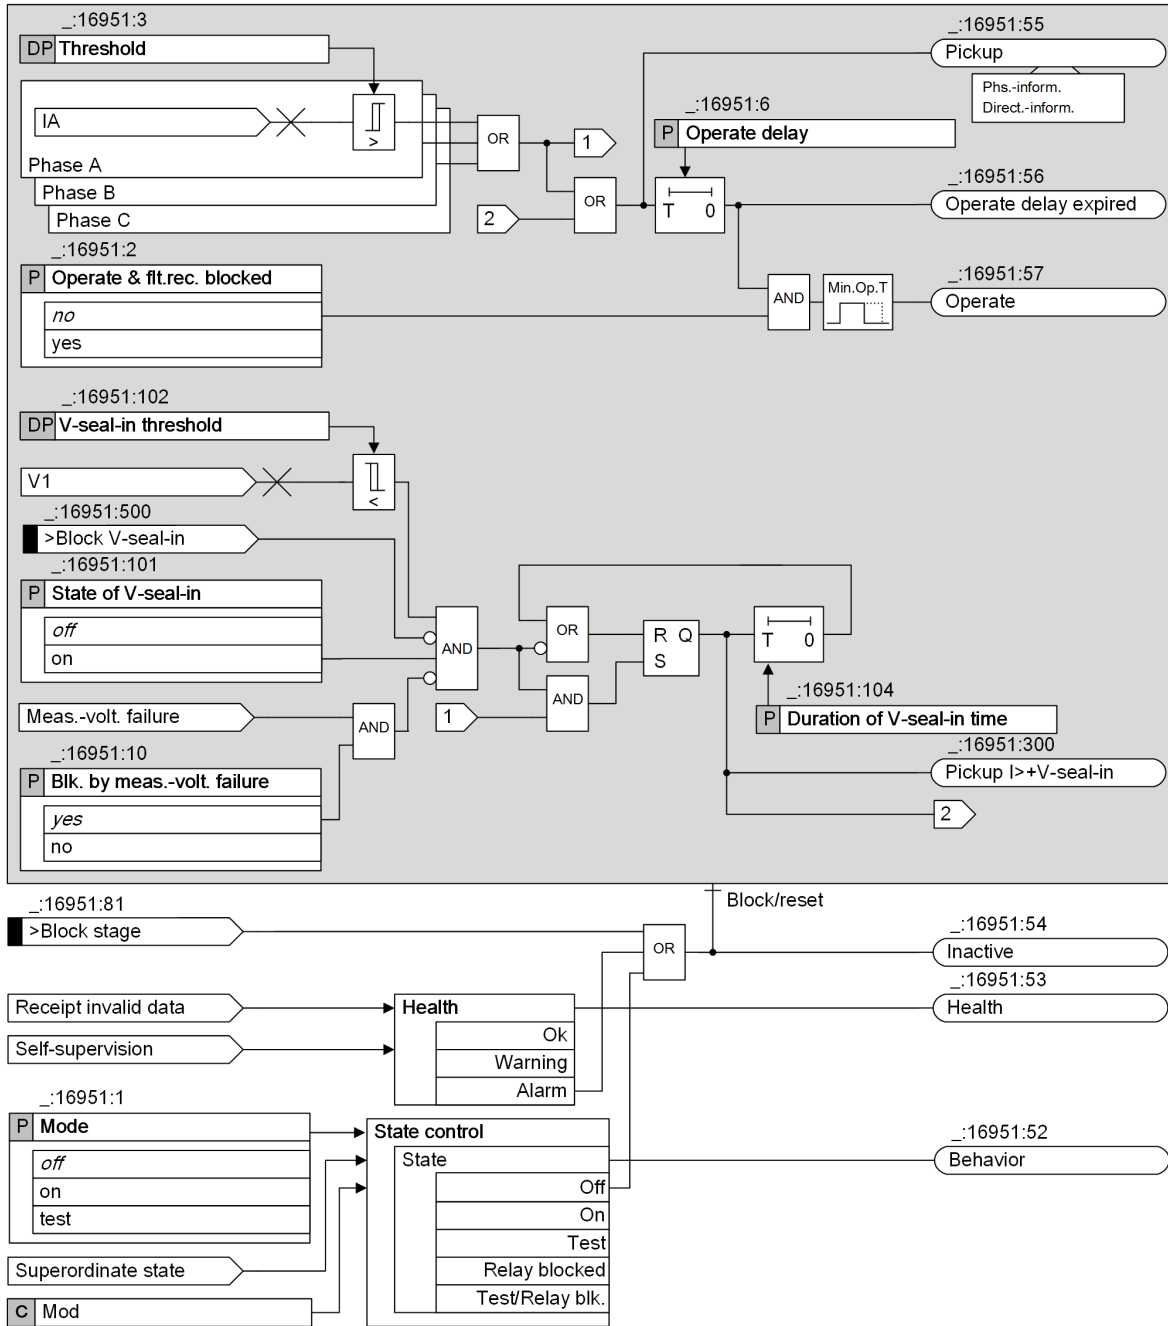 _:16951:3
DP Threshold
IA
>
Phase A
Phase B
Phase C
OR
1
2
OR
_:16951:6
P Operate delay
T 0
_:16951:55
Pickup
Phs.-inform.
Direct.-inform.
_:16951:56
Operate delay expired
_:16951:2
P Operate & flt.rec. blocked
no
yes
AND
Min.Op.T
_:16951:57
Operate
_:16951:102
DP V-seal-in threshold
V1
<
_:16951:500
>Block V-seal-in
_:16951:101
P State of V-seal-in
off
on
AND
OR
R Q
S
T 0
AND
1
Meas.-volt. failure
AND
_:16951:104
P Duration of V-seal-in time
_:16951:10
P Blk. by meas.-volt. failure
yes
no
_:16951:300
Pickup I>+V-seal-in
2
Block/reset
_:16951:81
>Block stage
OR
_:16951:54
Inactive
_:16951:53
Health
Receipt invalid data
Self-supervision
Health
Ok
Warning
Alarm
_:16951:1
P Mode
off
on
test
Superordinate state
C Mod
State control
State
Off
On
Test
Relay blocked
Test/Relay blk.
_:16951:52
Behavior